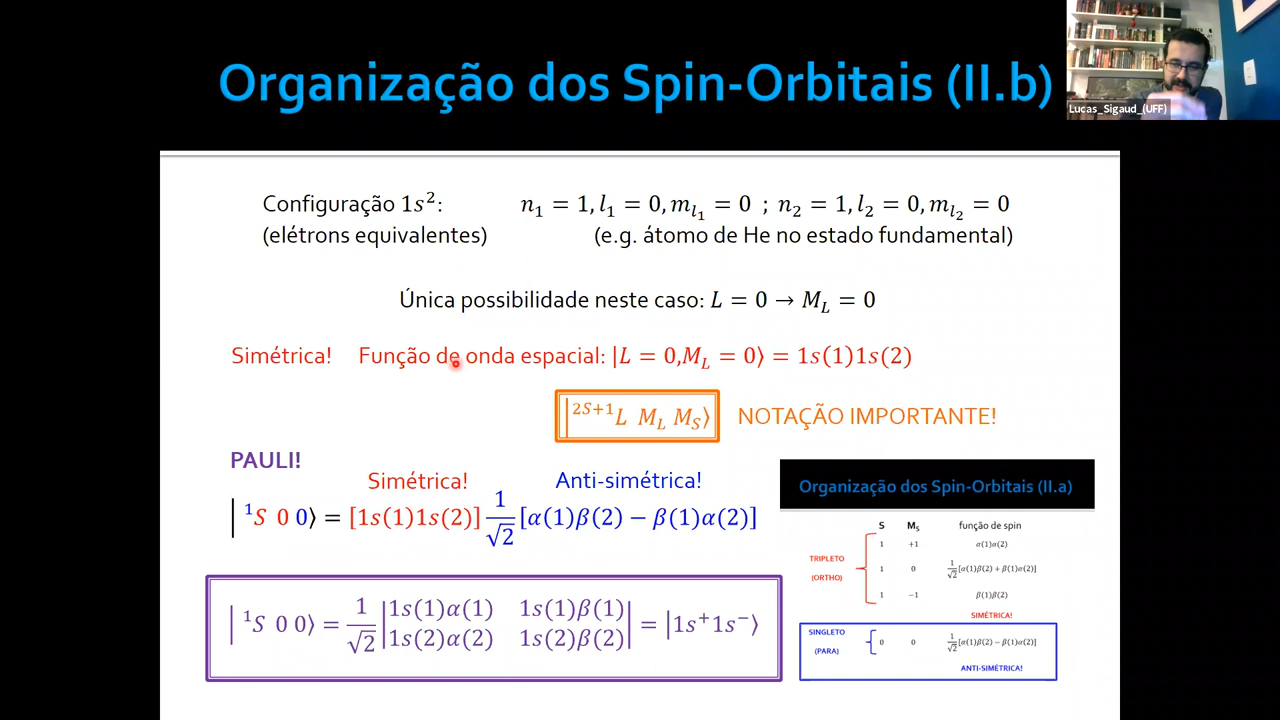 Organização dos Spin-Orbitais (II.b)
Lucas_Sigaud_(UFF)
Configuração 1s²: n₁ = 1, l₁ = 0, m_l₁ = 0 ; n₂ = 1, l₂ = 0, m_l₂ = 0
(elétrons equivalentes) (e.g. átomo de He no estado fundamental)
Única possibilidade neste caso: L = 0 → M_L = 0
Simétrica! Função de onda espacial: |L = 0,M_L = 0⟩ = 1s(1)1s(2)
|²ˢ⁺¹L M_L M_S⟩ NOTAÇÃO IMPORTANTE!
PAULI!
Simétrica! Anti-simétrica!
|¹S 0 0⟩ = [1s(1)1s(2)] 1/√2 [α(1)β(2) − β(1)α(2)]
|¹S 0 0⟩ = 1/√2 |1s(1)α(1) 1s(1)β(1)|
|1s(2)α(2) 1s(2)β(2)| = |1s⁺1s⁻⟩
Organização dos Spin-Orbitais (II.a)
S M_S função de spin
1 +1 α(1)α(2)
TRIPLETO
(ORTHO)
1 0 1/√2 [α(1)β(2) + β(1)α(2)]
1 −1 β(1)β(2)
SIMÉTRICA!
SINGLETO
(PARA)
0 0 1/√2 [α(1)β(2) − β(1)α(2)]
ANTI-SIMÉTRICA!